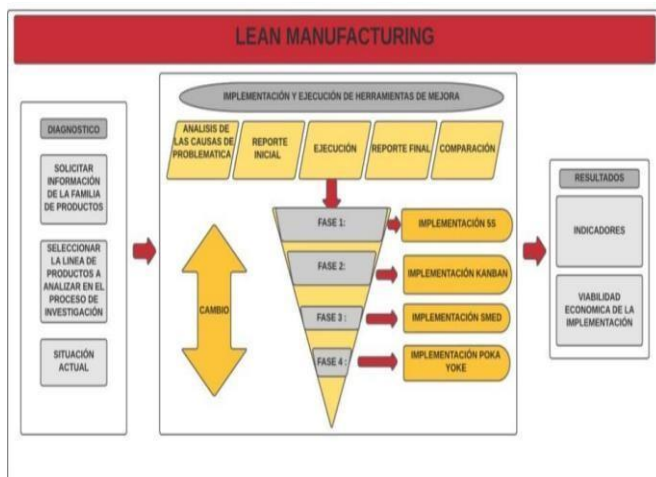 LEAN MANUFACTURING
DIAGNOSTICO
SOLICITAR
INFORMACIÓN
DE LA FAMILIA
DE PRODUCTOS
SELECCIONAR
LA LINEA DE
PRODUCTOS A
ANALIZAR EN EL
PROCESO DE
INVESTIGACIÓN
SITUACIÓN
ACTUAL
IMPLEMENTACIÓN Y EJECUCIÓN DE HERRAMIENTAS DE MEJORA
ANALISIS DE
LAS CAUSAS DE
PROBLEMATICA
REPORTE
INICIAL
EJECUCIÓN
REPORTE FINAL
COMPARACIÓN
CAMBIO
FASE 1:
IMPLEMENTACIÓN 5S
FASE 2:
IMPLEMENTACIÓN KANBAN
FASE 3 :
IMPLEMENTACIÓN SMED
FASE 4 :
IMPLEMENTACIÓN POKA
YOKE
RESULTADOS
INDICADORES
VIABILIDAD
ECONOMICA DE LA
IMPLEMENTACIÓN